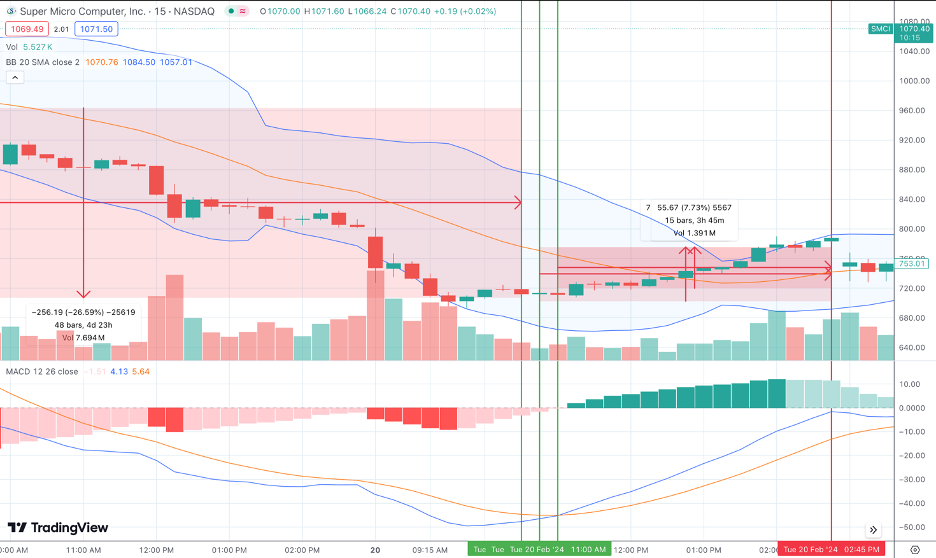 Super Micro Computer, Inc. · 15 · NASDAQ O1070.00 H1071.60 L1066.24 C1070.40 +0.19 (+0.02%)
1069.49 2.01 1071.50
Vol 5.527 K
BB 20 SMA close 2 1070.76 1084.50 1057.01
1080.00
SMCI 1070.40
10:15
1040.00
1000.00
960.00
920.00
880.00
840.00
800.00
753.01
720.00
680.00
640.00
55.67 (7.73%) 5567
15 bars, 3h 45m
Vol 1.391 M
−256.19 (−26.59%) −25619
48 bars, 4d 23h
Vol 7.694 M
MACD 12 26 close −1.51 4.13 5.64
10.00
0.0000
−10.00
−20.00
−30.00
−40.00
−50.00
TradingView
11:00 AM 12:00 PM 01:00 PM 02:00 PM 20 09:15 AM Tue Tue Tue 20 Feb '24 11:00 AM 12:00 PM 01:00 PM Tue 20 Feb '24 02:45 PM